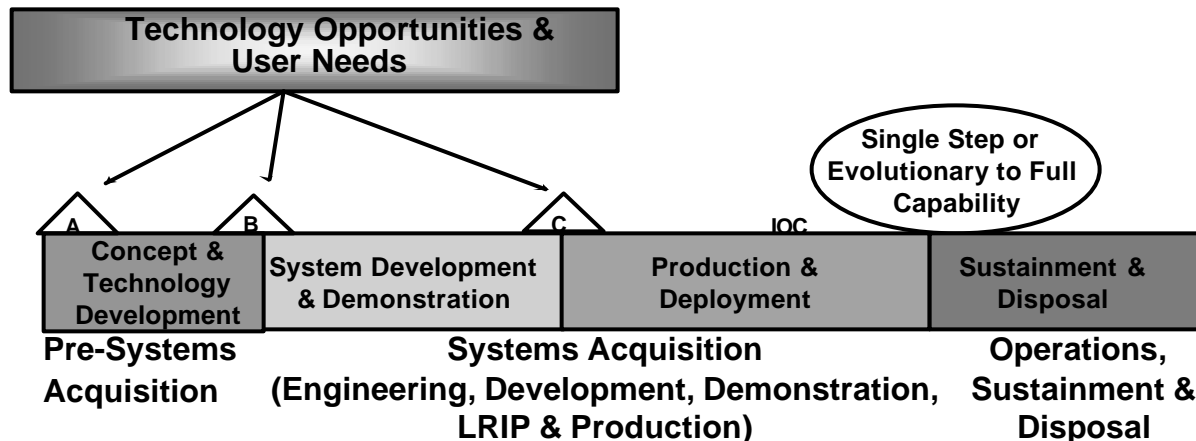 Technology Opportunities &
User Needs
Single Step or
Evolutionary to Full
Capability
A
B
C
IOC
Concept &
Technology
Development
System Development
& Demonstration
Production &
Deployment
Sustainment &
Disposal
Pre-Systems
Acquisition
Systems Acquisition
(Engineering, Development, Demonstration,
LRIP & Production)
Operations,
Sustainment &
Disposal